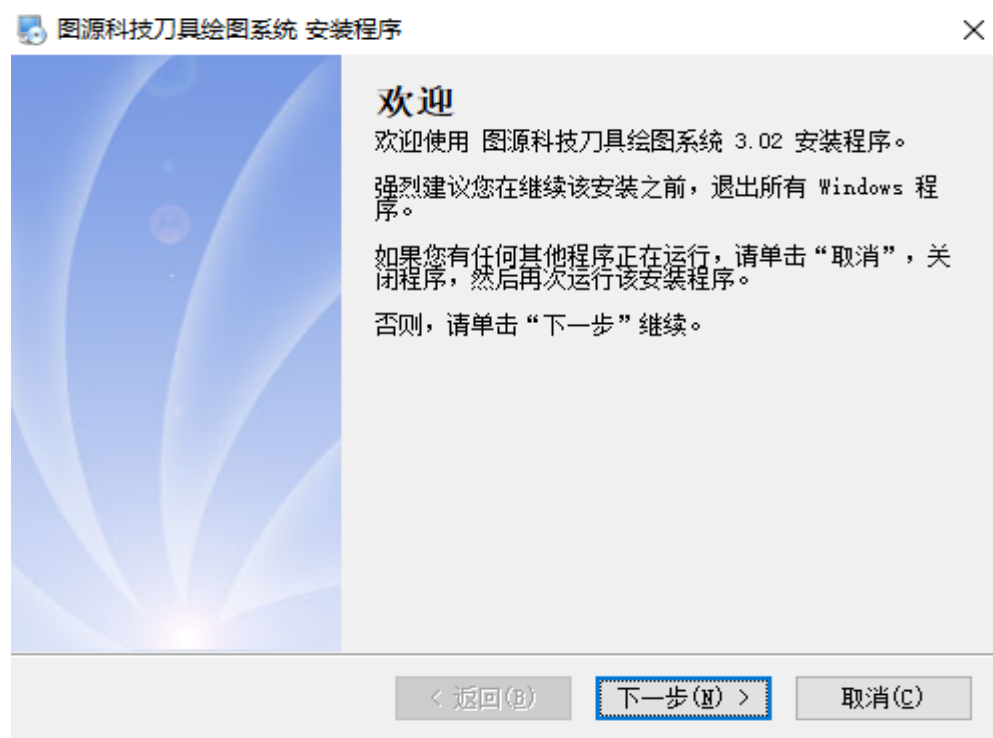 图源科技刀具绘图系统 安装程序
欢迎
欢迎使用 图源科技刀具绘图系统 3.02 安装程序。
强烈建议您在继续该安装之前，退出所有 Windows 程
序。
如果您有任何其他程序正在运行，请单击“取消”，关
闭程序，然后再次运行该安装程序。
否则，请单击“下一步”继续。
< 返回(B)
下一步(N) >
取消(C)